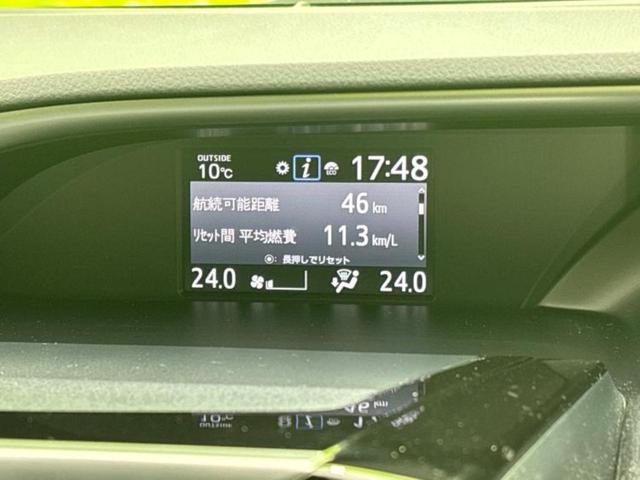 OUTSIDE
10℃ i ECO 17:48
航続可能距離 46 km
ﾘｾｯﾄ間 平均燃費 11.3 km/L
◉: 長押しでリセット
24.0 24.0